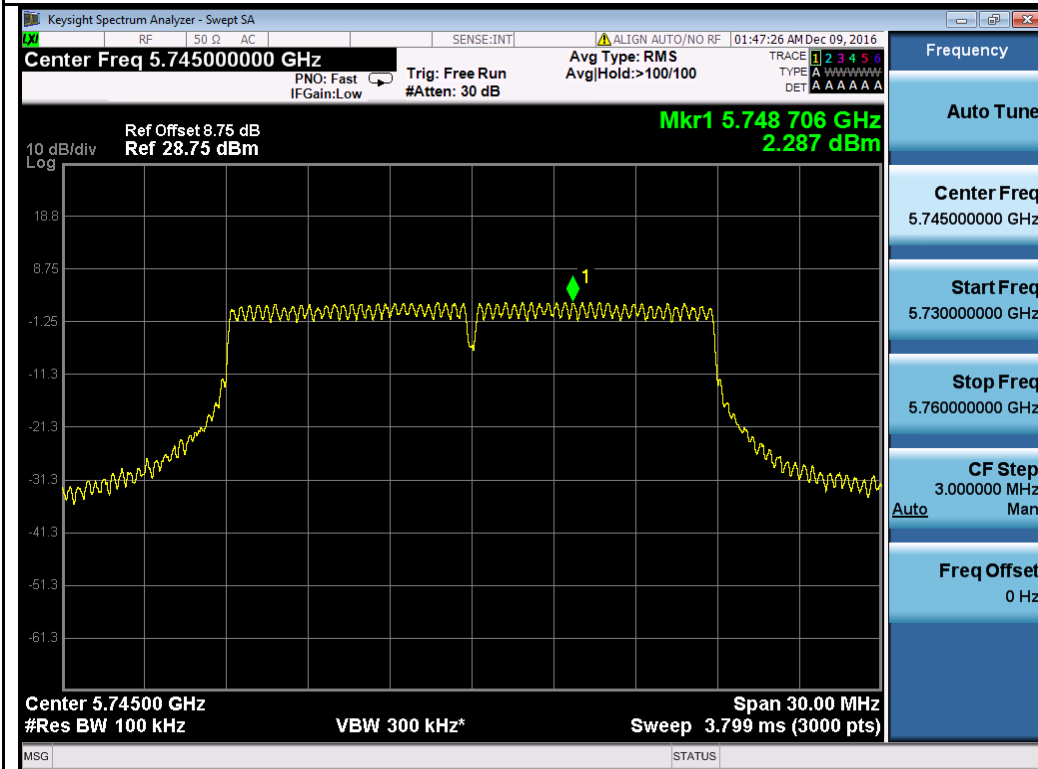 Keysight Spectrum Analyzer - Swept SA
LXI RF 50 Ω AC SENSE:INT ALIGN AUTO/NO RF 01:47:26 AM Dec 09, 2016
Center Freq 5.745000000 GHz
PNO: Fast
IFGain:Low
Trig: Free Run
#Atten: 30 dB
Avg Type: RMS
Avg|Hold:>100/100
TRACE 1 2 3 4 5 6
TYPE A WWWWW
DET A A A A A A
Frequency
Mkr1 5.748 706 GHz
2.287 dBm
Ref Offset 8.75 dB
Ref 28.75 dBm
10 dB/div
Log
18.8
8.75
-1.25
-11.3
-21.3
-31.3
-41.3
-51.3
-61.3
1
Center 5.74500 GHz
Span 30.00 MHz
#Res BW 100 kHz
VBW 300 kHz*
Sweep 3.799 ms (3000 pts)
MSG
STATUS
Auto Tune
Center Freq
5.745000000 GHz
Start Freq
5.730000000 GHz
Stop Freq
5.760000000 GHz
CF Step
3.000000 MHz
Auto Man
Freq Offset
0 Hz